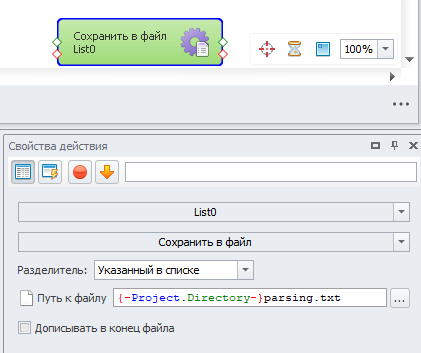 Сохранить в файл
List0
100%
...
Свойства действия
List0
Сохранить в файл
Разделитель: Указанный в списке
Путь к файлу {-Project.Directory-}parsing.txt ...
Дописывать в конец файла